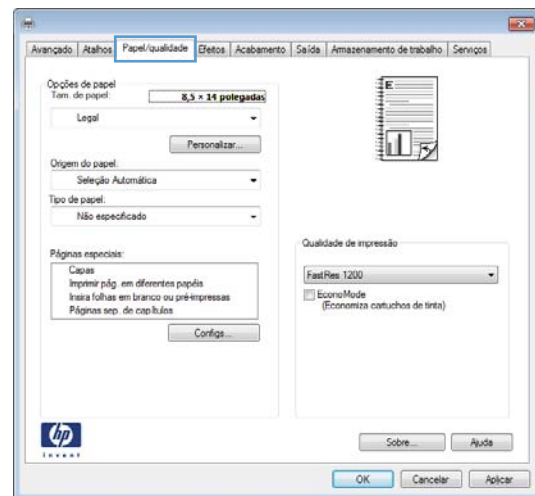 Avançado Atalhos Papel/qualidade Efeitos Acabamento Saída Armazenamento de trabalho Serviços
Opções de papel
Tam. de papel: 8,5 × 14 polegadas
Legal
Personalizar...
Origem do papel:
Seleção Automática
Tipo de papel:
Não especificado
Páginas especiais:
Capas
Imprimir pág. em diferentes papéis
Insira folhas em branco ou pré-impressas
Páginas sep. de capítulos
Configs...
E
Qualidade de impressão
FastRes 1200
EconoMode
(Economiza cartuchos de tinta)
hp
invent
Sobre... Ajuda
OK Cancelar Aplicar